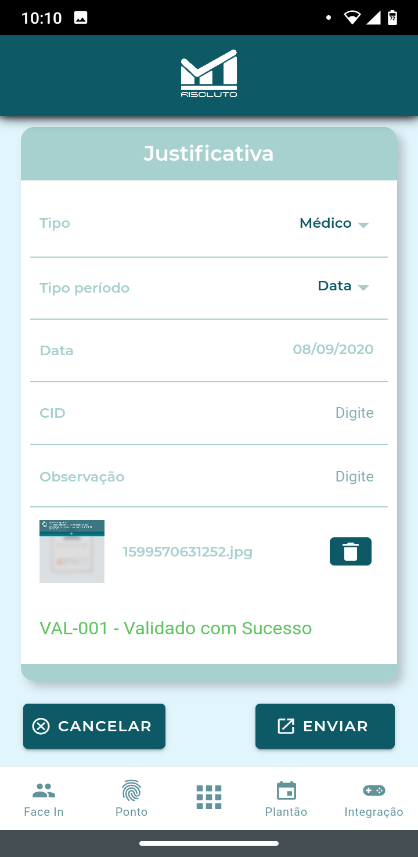 10:10
RISOLUTO
Justificativa
Tipo Médico
Tipo período Data
Data 08/09/2020
CID Digite
Observação Digite
1599570631252.jpg
VAL-001 - Validado com Sucesso
CANCELAR ENVIAR
Face In Ponto Plantão Integração